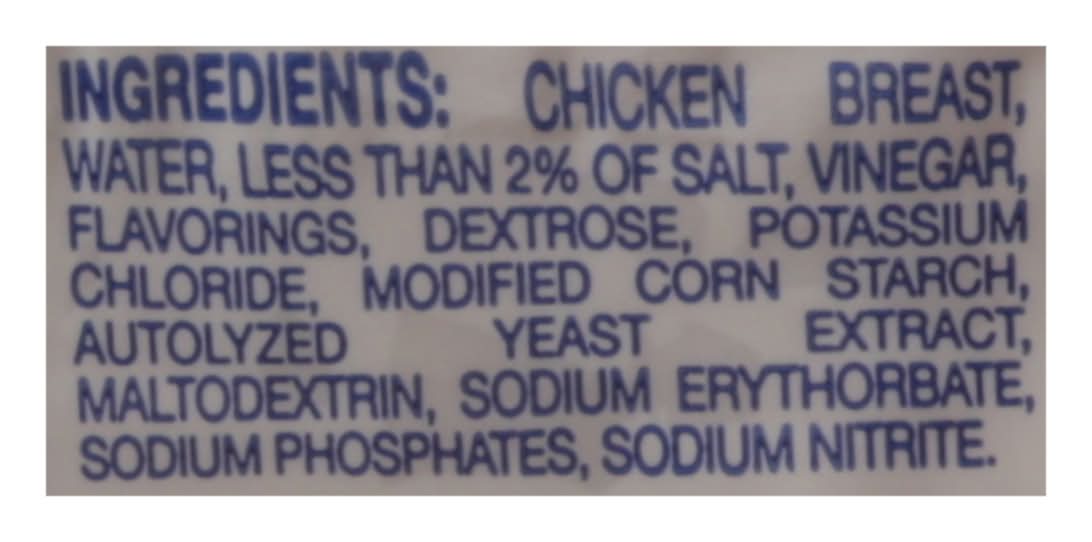 INGREDIENTS: CHICKEN BREAST,
WATER, LESS THAN 2% OF SALT, VINEGAR,
FLAVORINGS, DEXTROSE, POTASSIUM
CHLORIDE, MODIFIED CORN STARCH,
AUTOLYZED YEAST EXTRACT,
MALTODEXTRIN, SODIUM ERYTHORBATE,
SODIUM PHOSPHATES, SODIUM NITRITE.